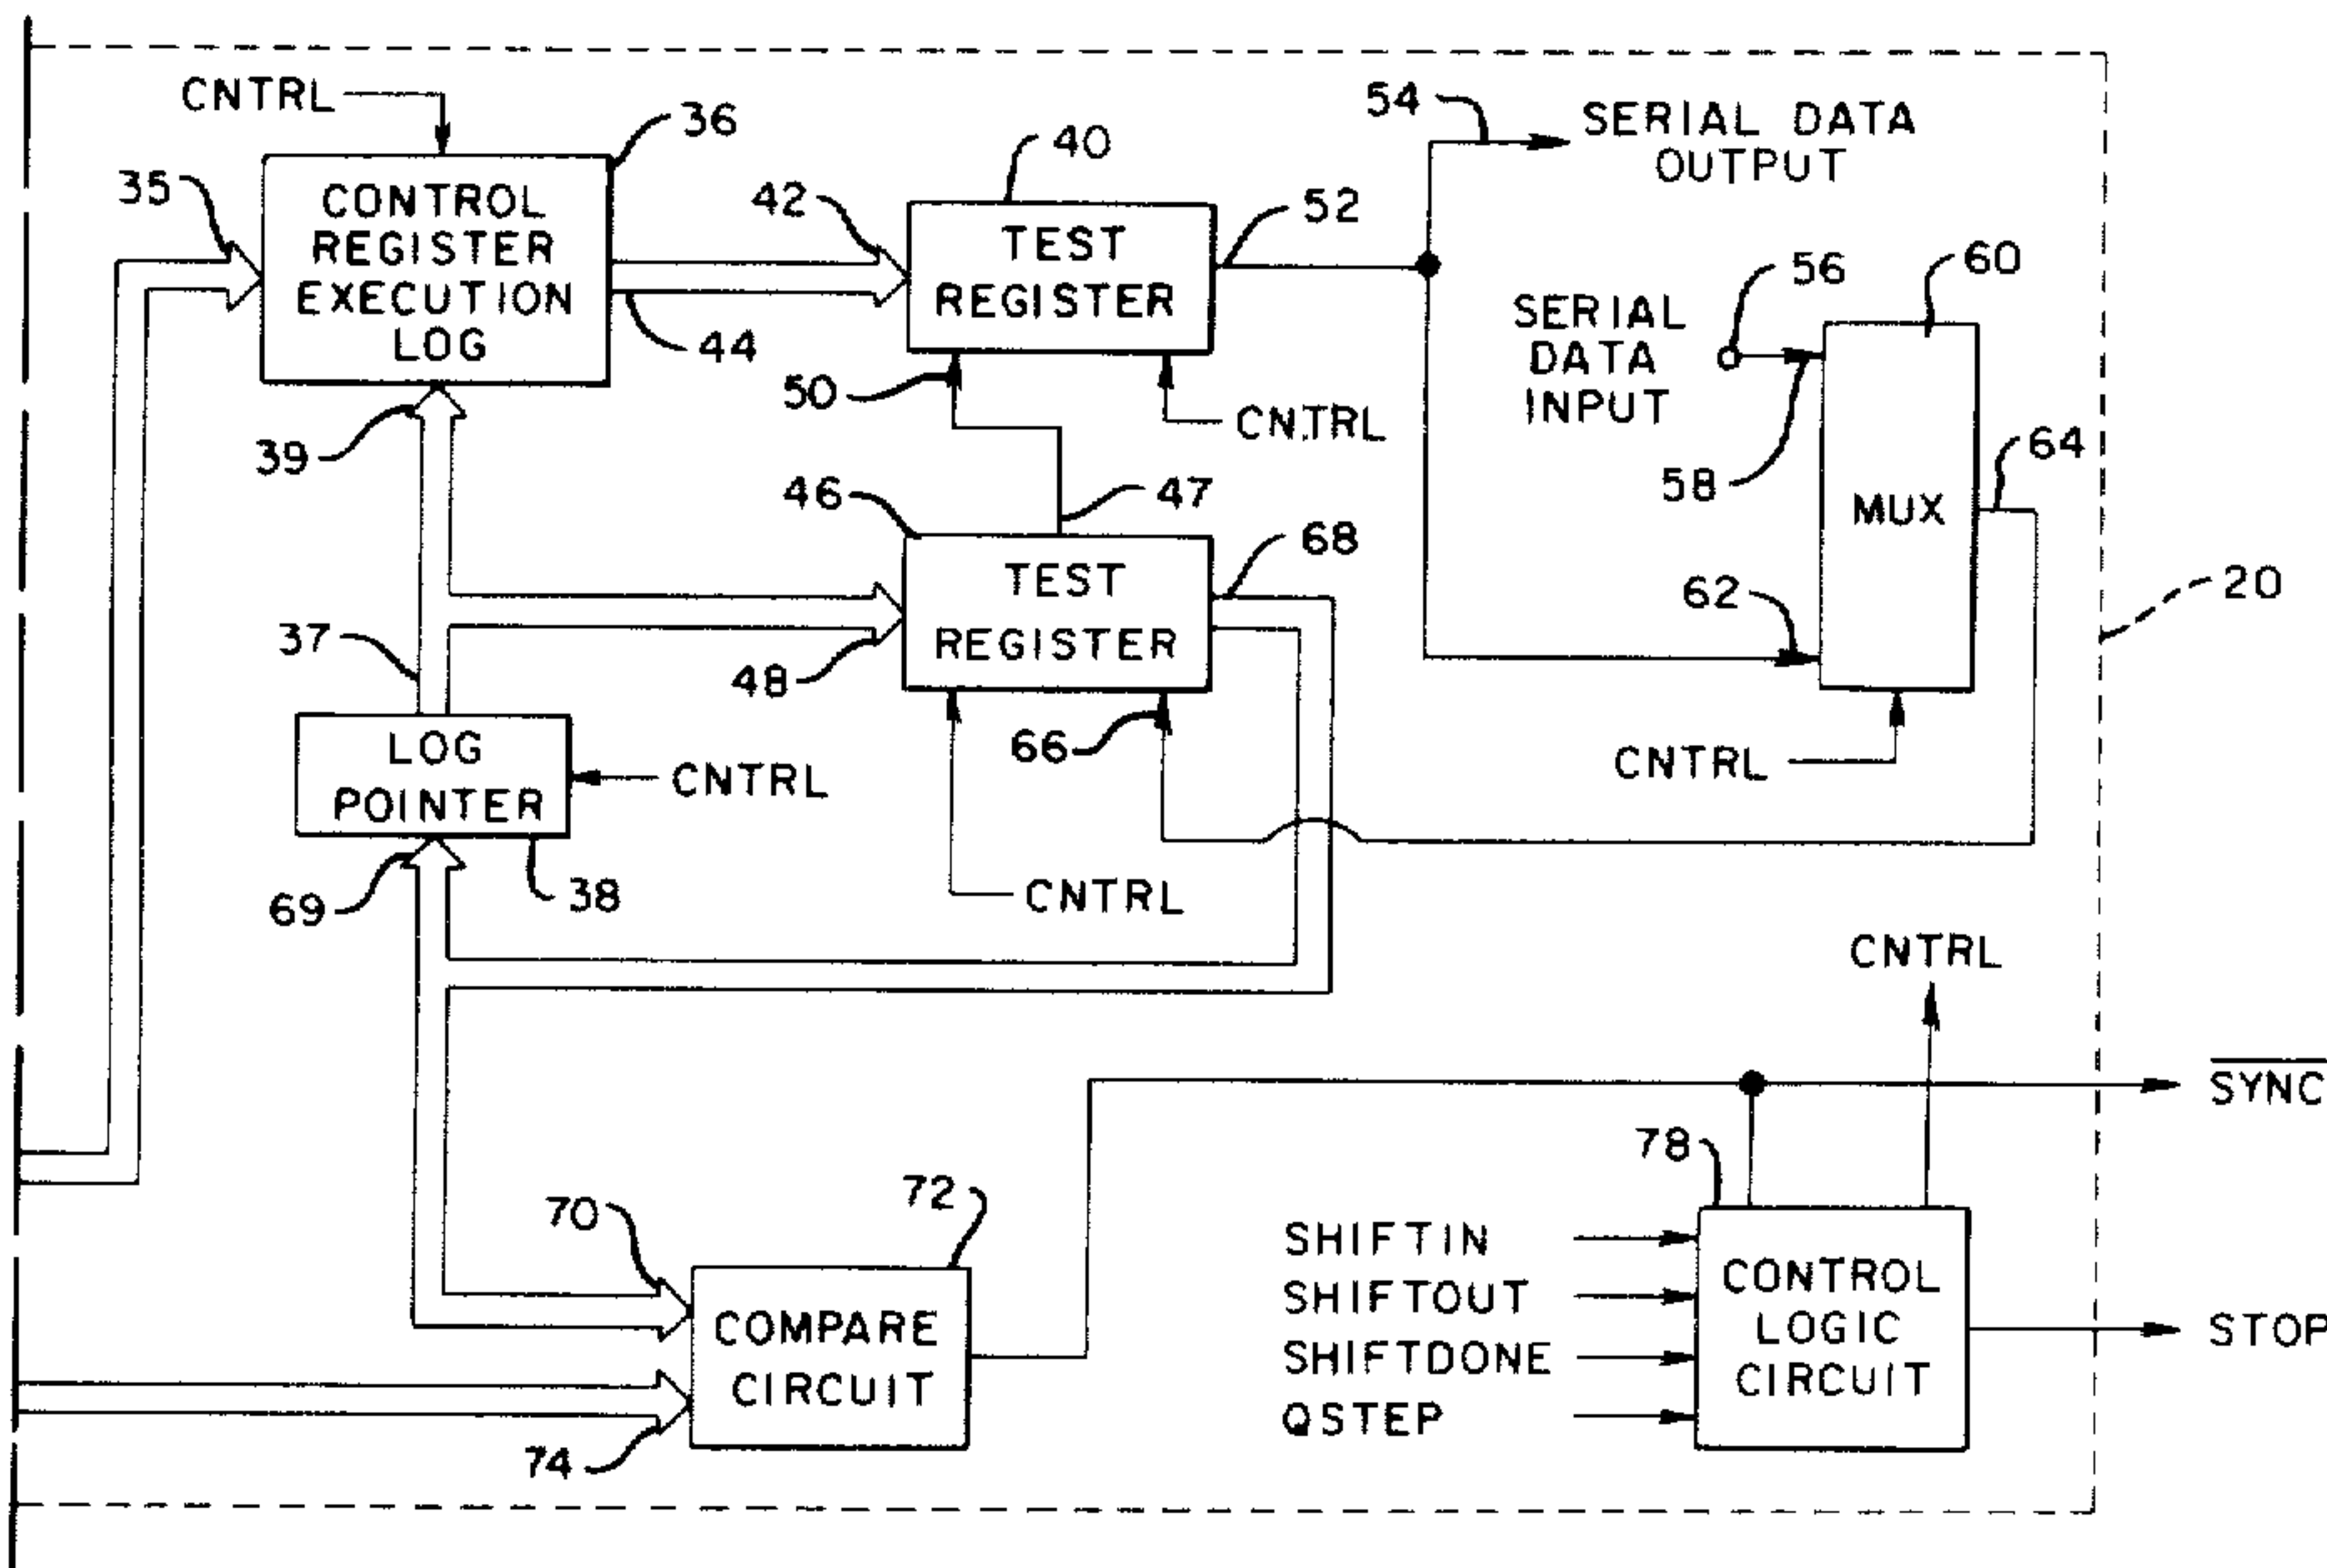 CNTRL
36
35
CONTROL
REGISTER
EXECUTION
LOG
44
39
42
40
TEST
REGISTER
52
50
CNTRL
54
SERIAL DATA
OUTPUT
SERIAL
DATA
INPUT
56
58
60
MUX
62
64
CNTRL
20
46
47
TEST
REGISTER
68
48
66
CNTRL
37
LOG
POINTER
CNTRL
69
38
CNTRL
SYNC
70
72
COMPARE
CIRCUIT
74
78
SHIFTIN
SHIFTOUT
SHIFTDONE
QSTEP
CONTROL
LOGIC
CIRCUIT
STOP